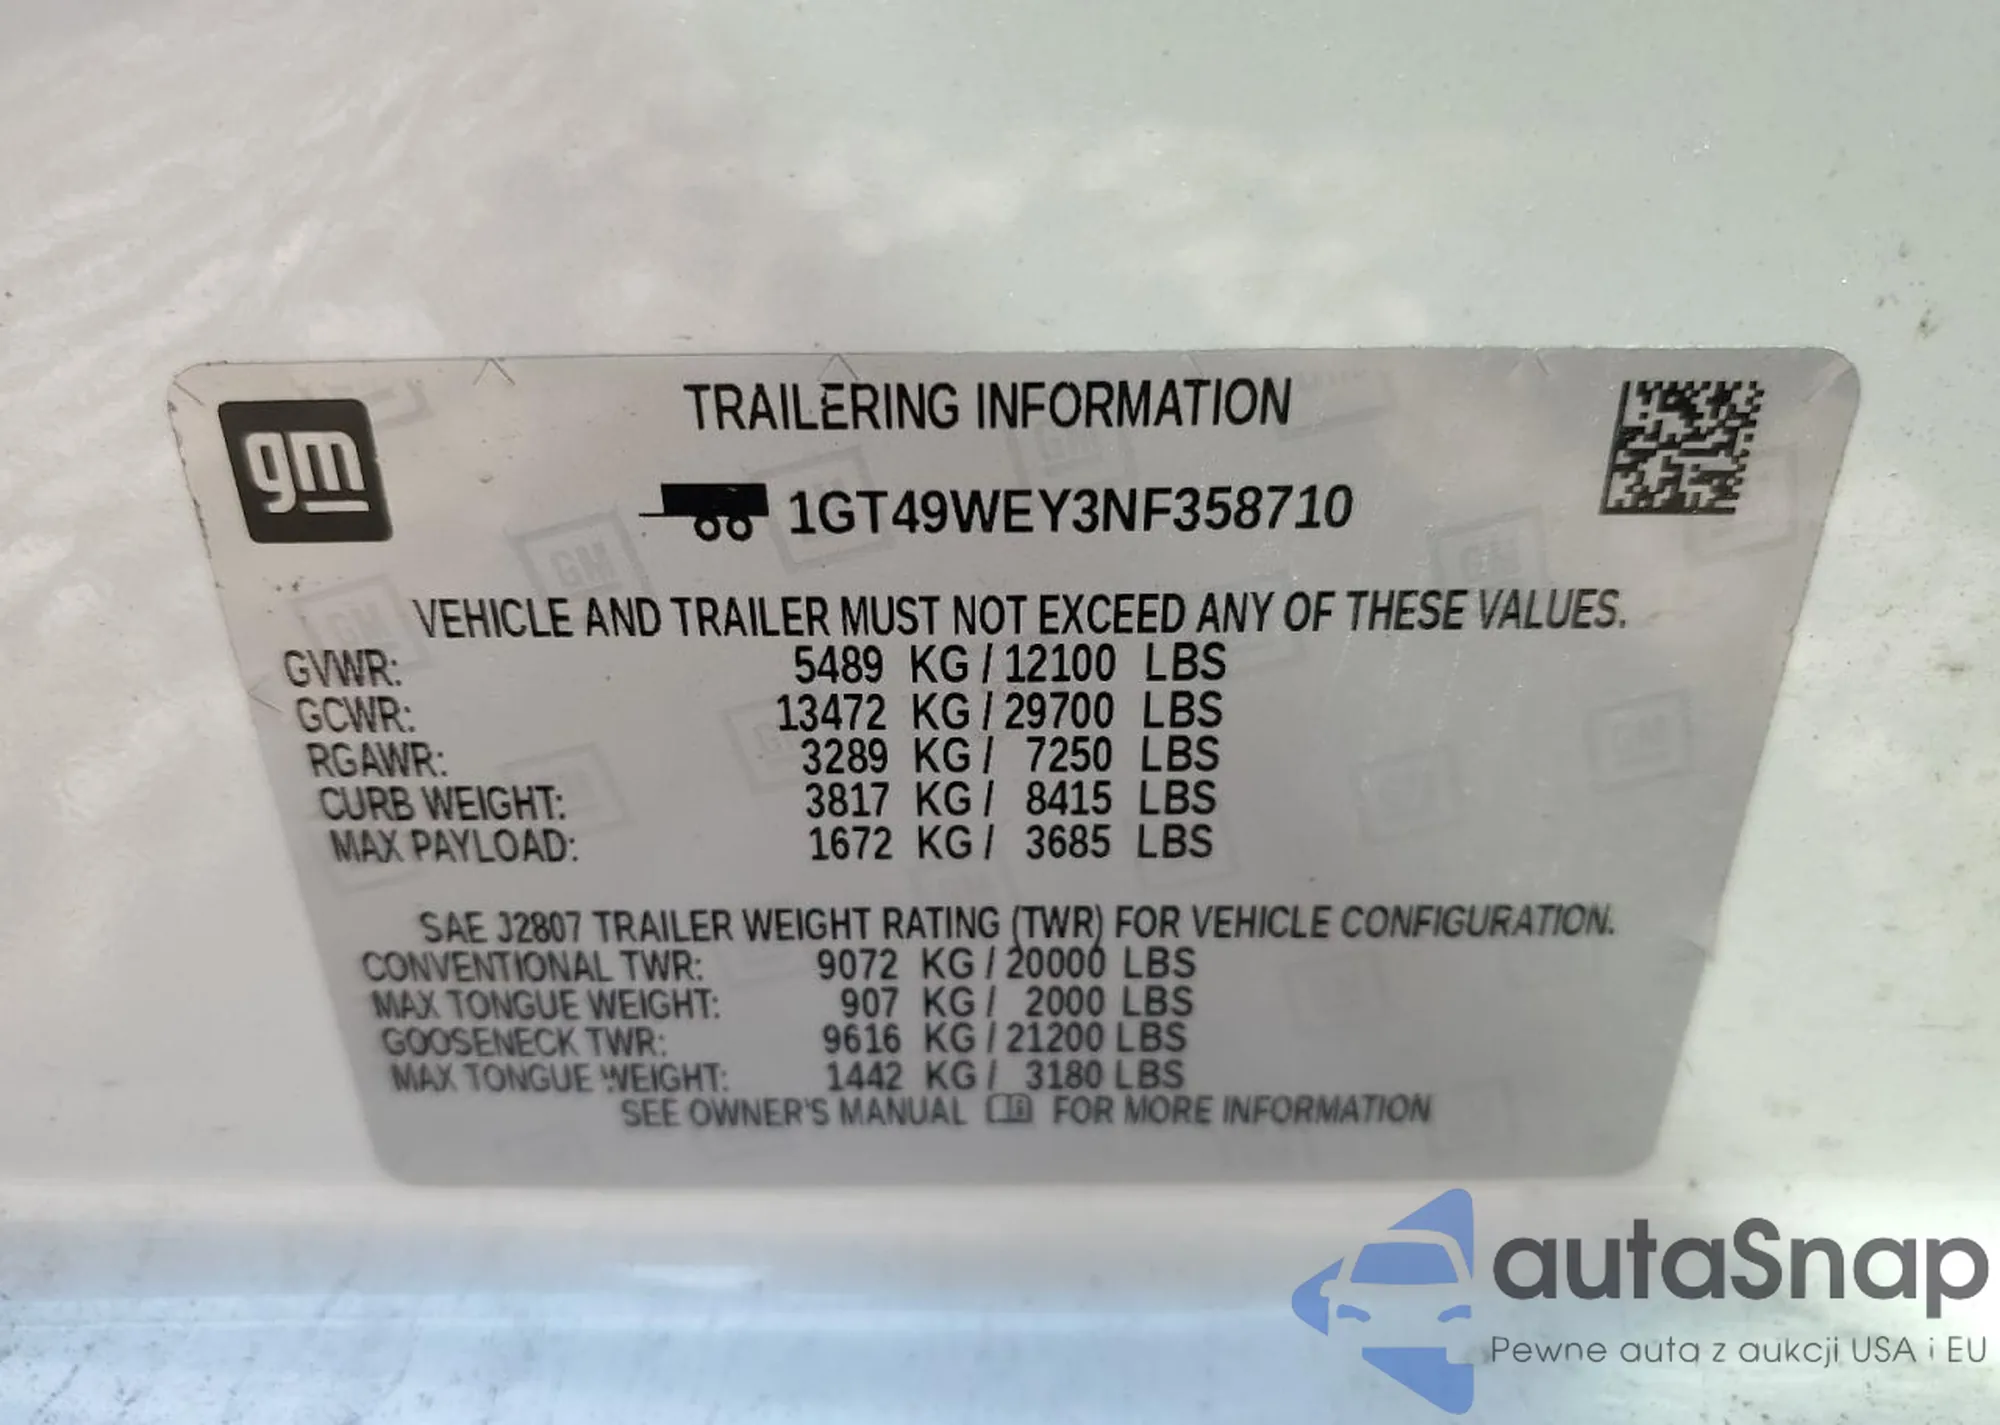 gm
TRAILERING INFORMATION
1GT49WEY3NF358710
VEHICLE AND TRAILER MUST NOT EXCEED ANY OF THESE VALUES.
GVWR: 5489 KG / 12100 LBS
GCWR: 13472 KG / 29700 LBS
RGAWR: 3289 KG / 7250 LBS
CURB WEIGHT: 3817 KG / 8415 LBS
MAX PAYLOAD: 1672 KG / 3685 LBS
SAE J2807 TRAILER WEIGHT RATING (TWR) FOR VEHICLE CONFIGURATION.
CONVENTIONAL TWR: 9072 KG / 20000 LBS
MAX TONGUE WEIGHT: 907 KG / 2000 LBS
GOOSENECK TWR: 9616 KG / 21200 LBS
MAX TONGUE WEIGHT: 1442 KG / 3180 LBS
SEE OWNER'S MANUAL FOR MORE INFORMATION
autaSnap
Pewne auta z aukcji USA i EU